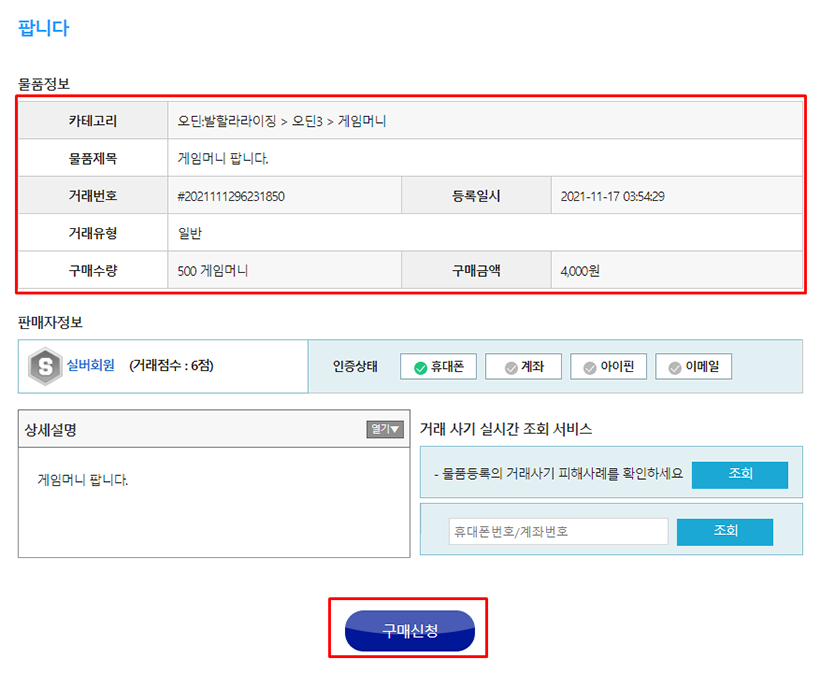 팝니다
물품정보
카테고리 오딘:발할라라이징 > 오딘3 > 게임머니
물품제목 게임머니 팝니다.
거래번호 #2021111296231850 등록일시 2021-11-17 03:54:29
거래유형 일반
구매수량 500 게임머니 구매금액 4,000원
판매자정보
S 실버회원 (거래점수 : 6점) 인증상태 휴대폰 계좌 아이핀 이메일
상세설명 열기▼
게임머니 팝니다.
거래 사기 실시간 조회 서비스
- 물품등록의 거래사기 피해사례를 확인하세요 조회
휴대폰번호/계좌번호 조회
구매신청